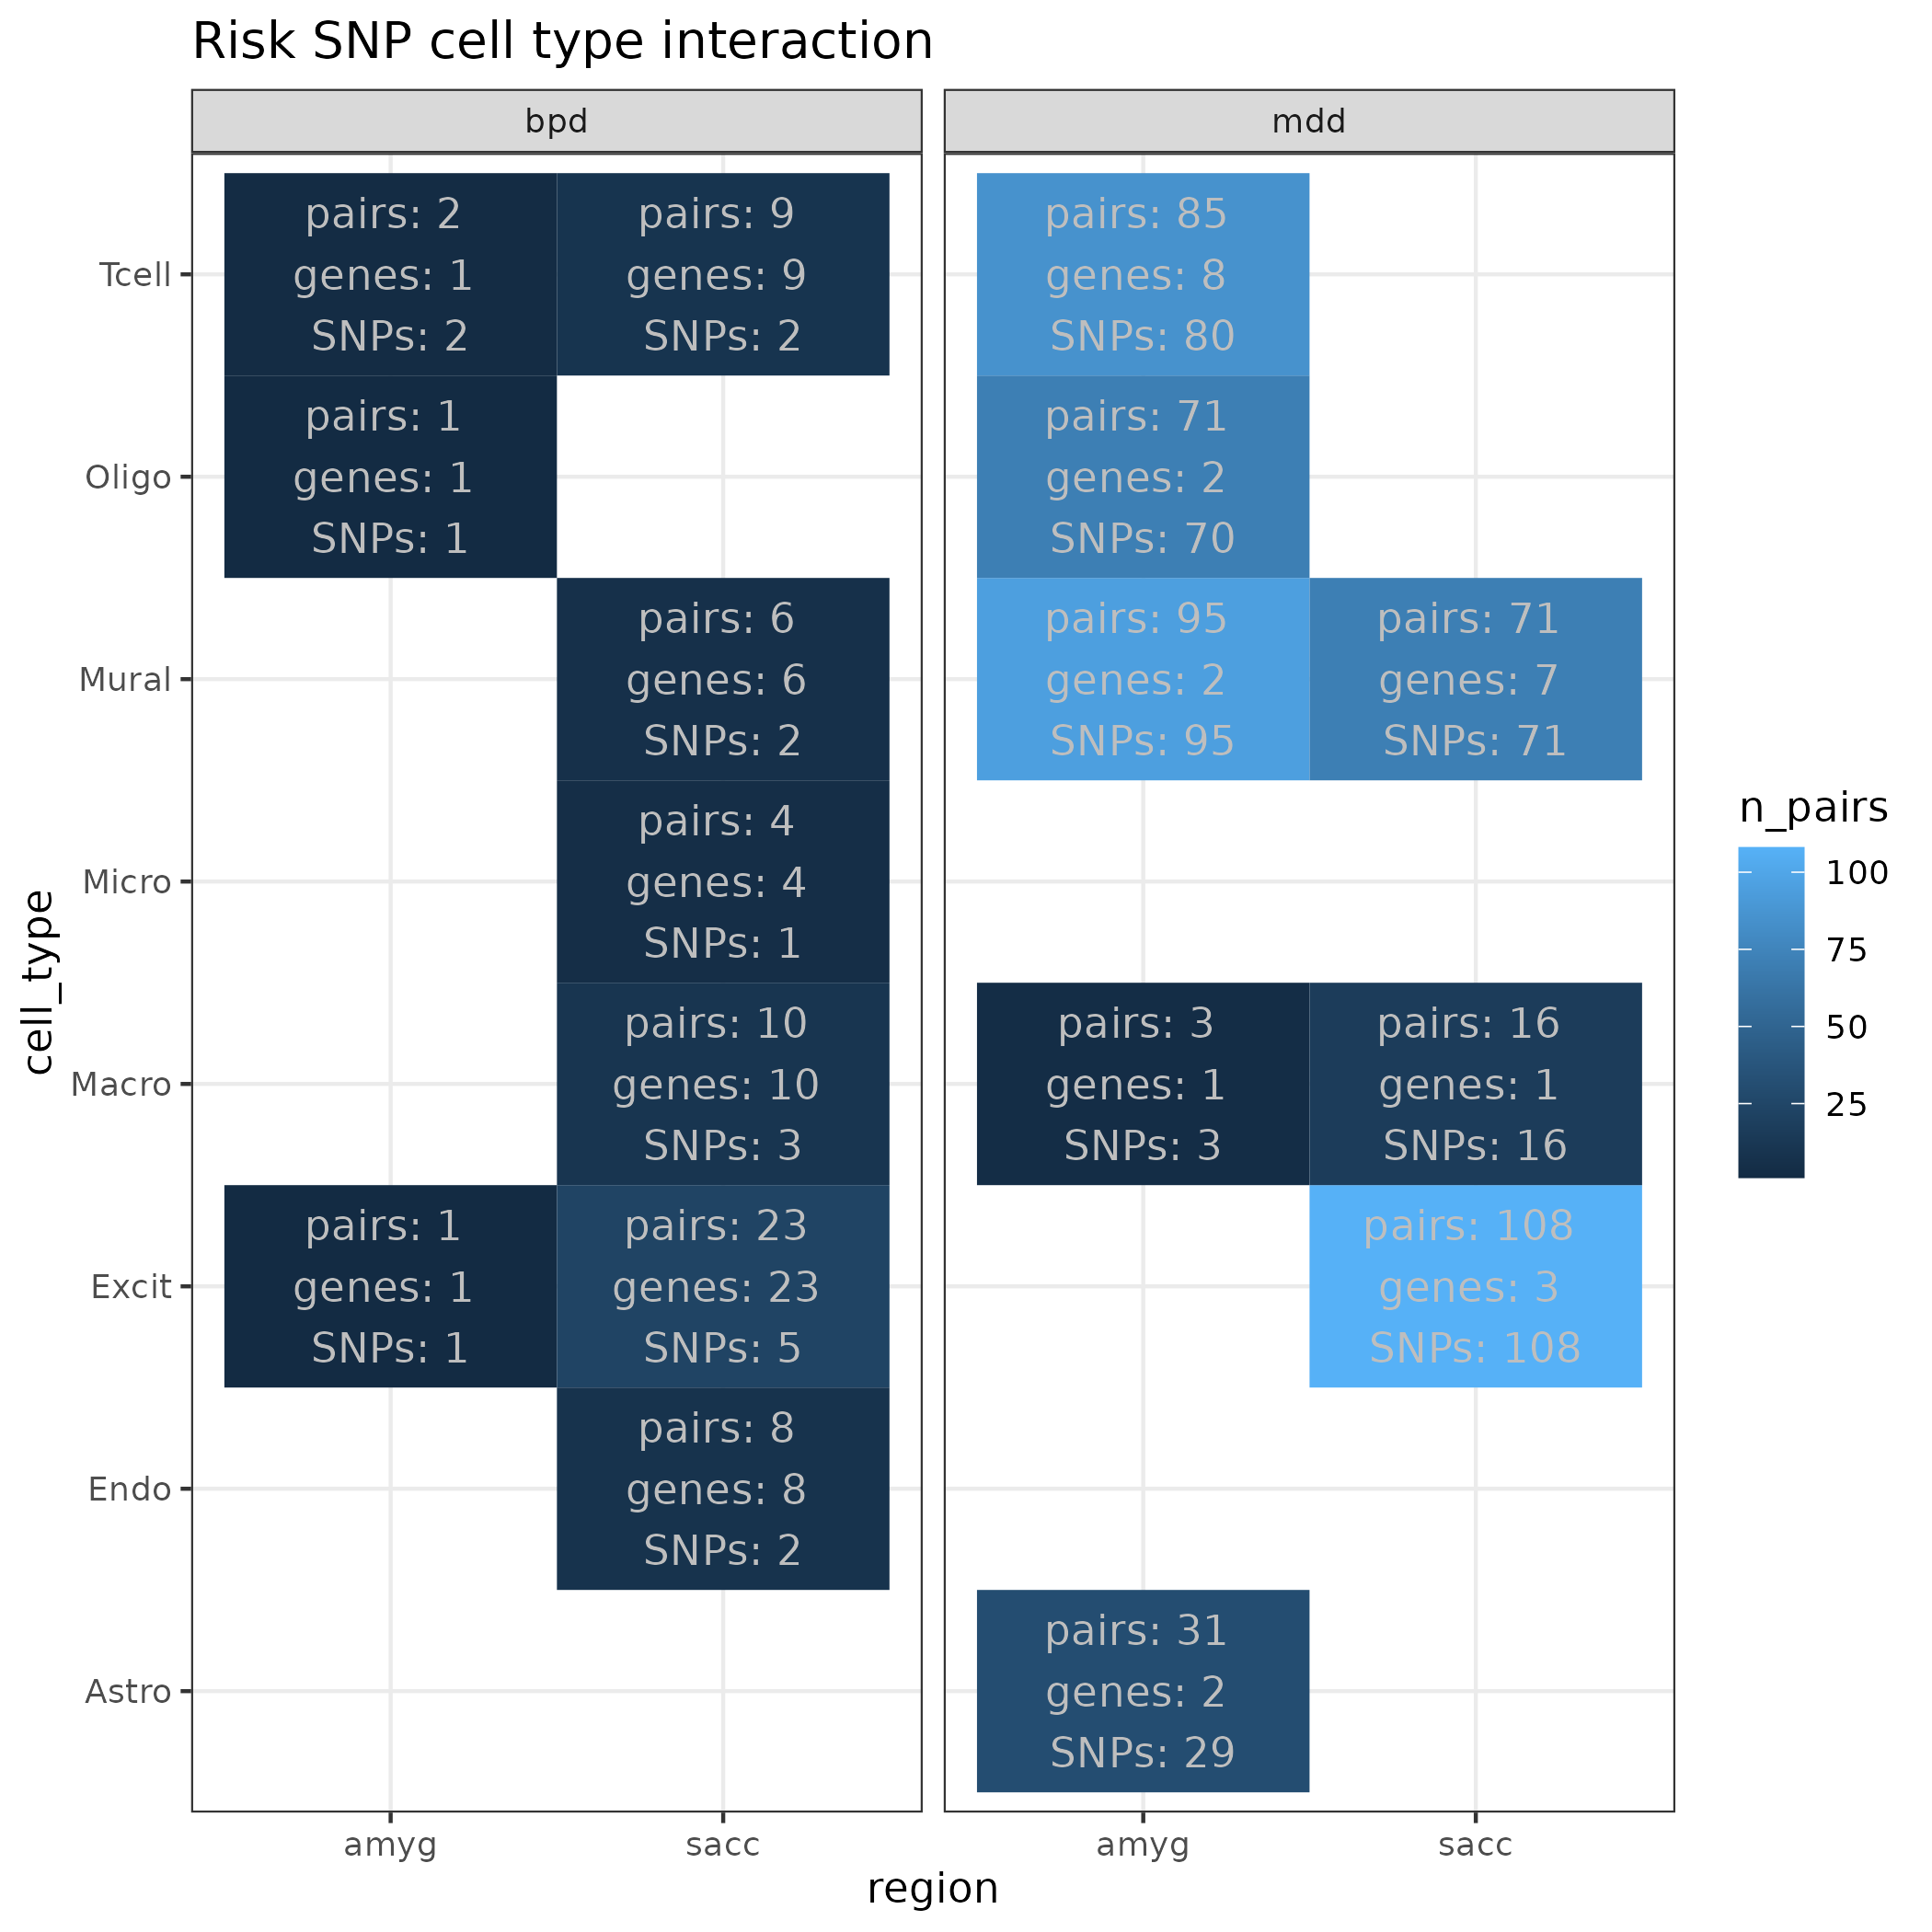 Risk SNP cell type interaction
bpd
mdd
cell_type
Tcell
pairs: 2
genes: 1
SNPs: 2
pairs: 9
genes: 9
SNPs: 2
pairs: 85
genes: 8
SNPs: 80
Oligo
pairs: 1
genes: 1
SNPs: 1
pairs: 71
genes: 2
SNPs: 70
Mural
pairs: 6
genes: 6
SNPs: 2
pairs: 95
genes: 2
SNPs: 95
pairs: 71
genes: 7
SNPs: 71
Micro
pairs: 4
genes: 4
SNPs: 1
Macro
pairs: 10
genes: 10
SNPs: 3
pairs: 3
genes: 1
SNPs: 3
pairs: 16
genes: 1
SNPs: 16
Excit
pairs: 1
genes: 1
SNPs: 1
pairs: 23
genes: 23
SNPs: 5
pairs: 108
genes: 3
SNPs: 108
Endo
pairs: 8
genes: 8
SNPs: 2
Astro
pairs: 31
genes: 2
SNPs: 29
amyg
sacc
amyg
sacc
region
n_pairs
100
75
50
25